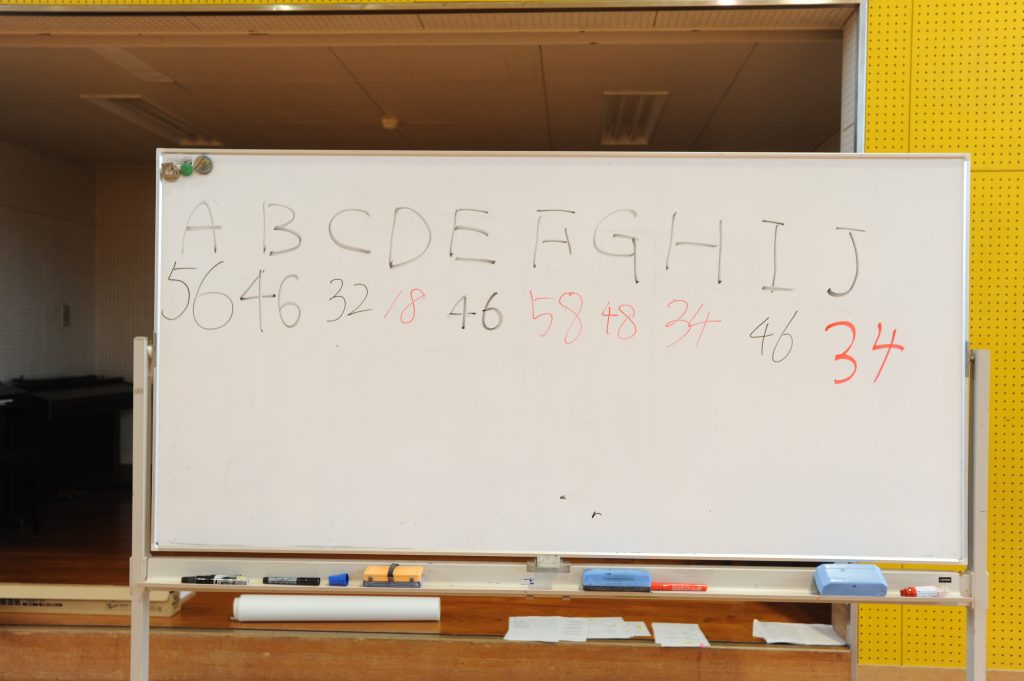 A B C D E F G H I J
56 46 32 18 46 58 48 34 46 34